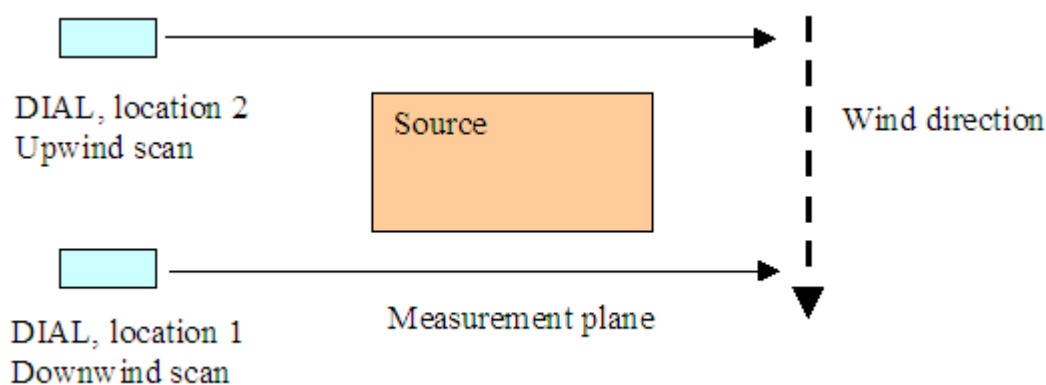 DIAL, location 2
Upwind scan
Source
Wind direction
Measurement plane
DIAL, location 1
Downwind scan